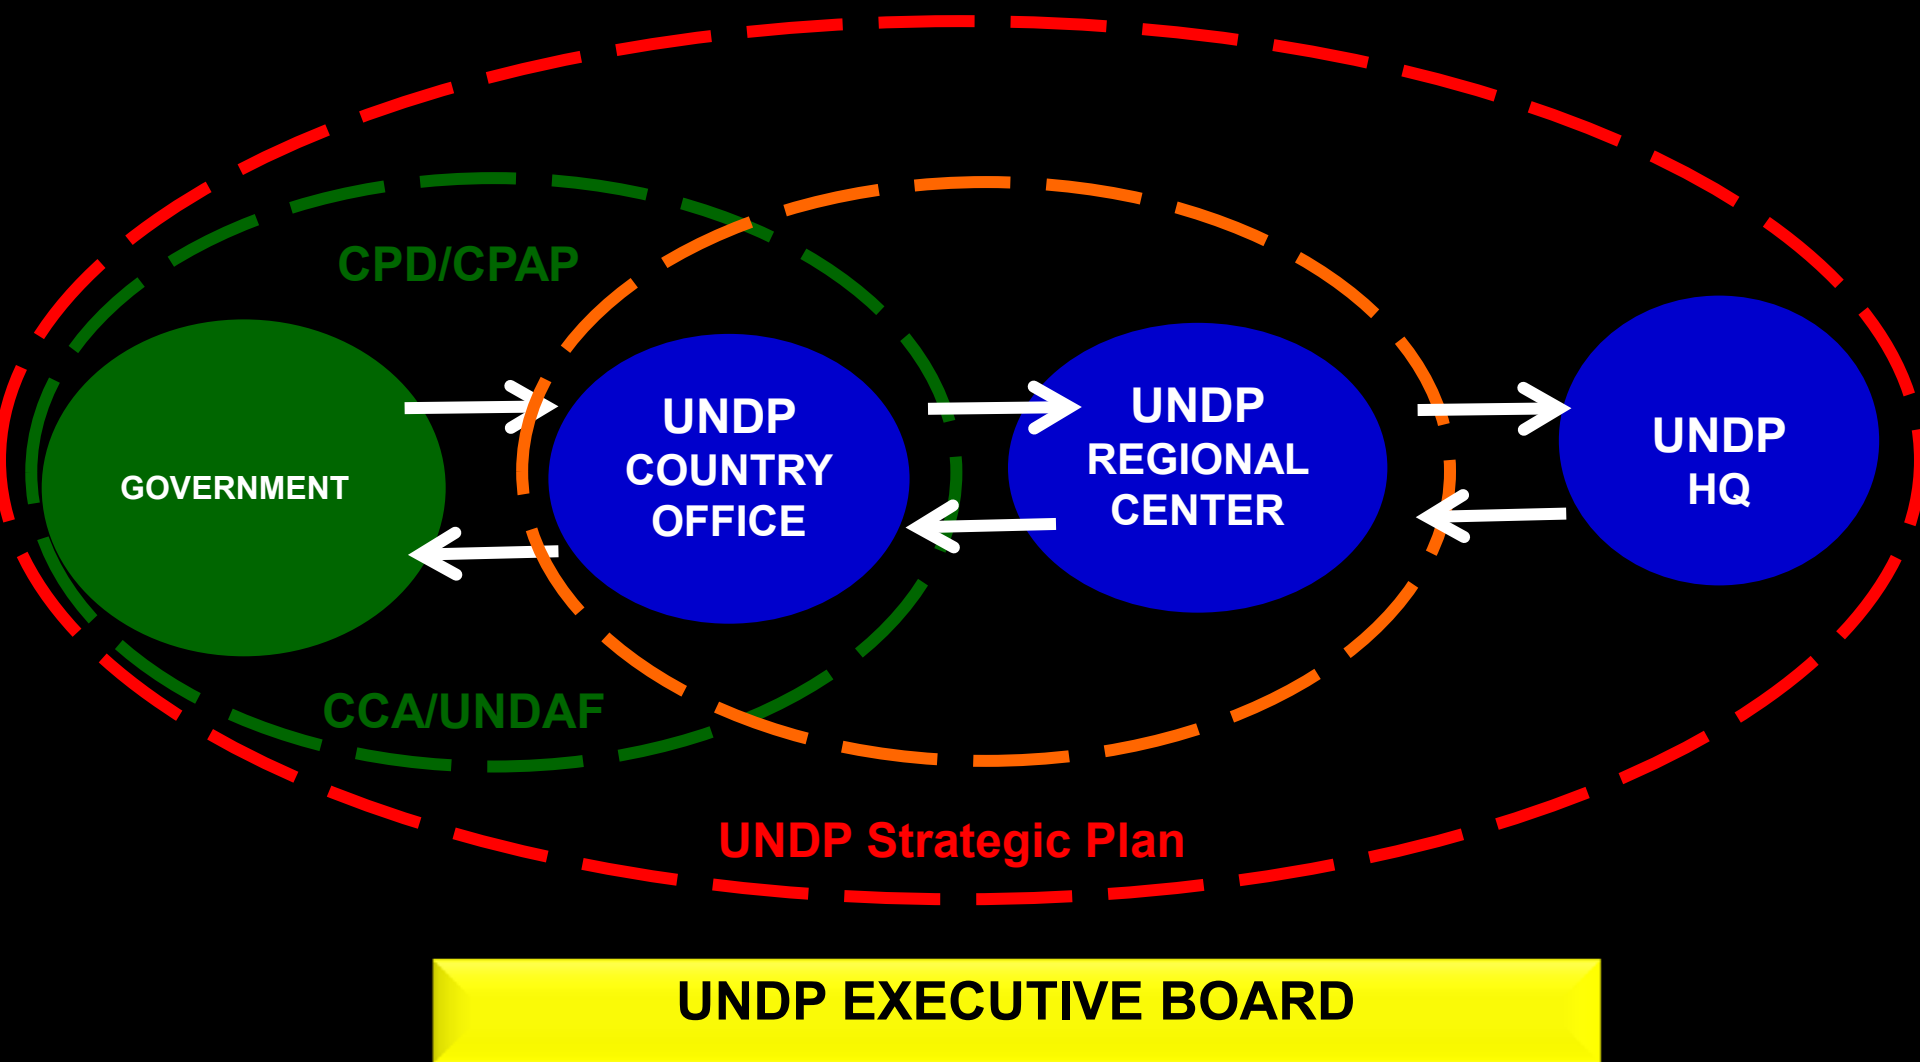 CPD/CPAP
GOVERNMENT
UNDP
COUNTRY
OFFICE
UNDP
REGIONAL
CENTER
UNDP
HQ
CCA/UNDAF
UNDP Strategic Plan
UNDP EXECUTIVE BOARD